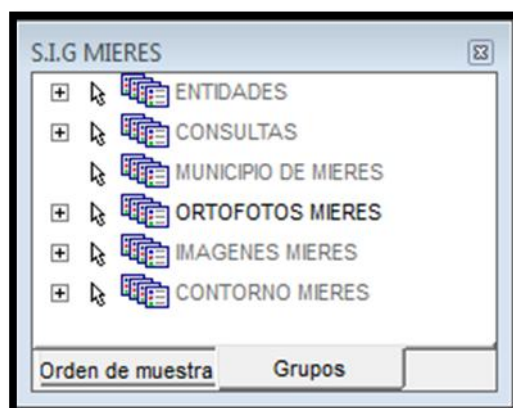 S.I.G MIERES
ENTIDADES
CONSULTAS
MUNICIPIO DE MIERES
ORTOFOTOS MIERES
IMAGENES MIERES
CONTORNO MIERES
Orden de muestra Grupos